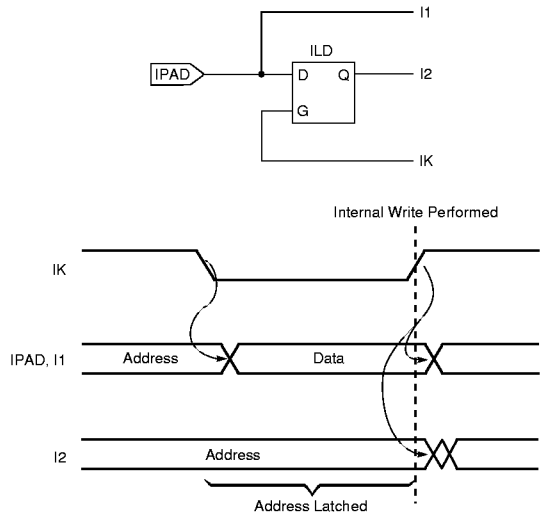 I1
ILD
IPAD
D Q
I2
G
IK
Internal Write Performed
IK
IPAD, I1
Address
Data
I2
Address
Address Latched